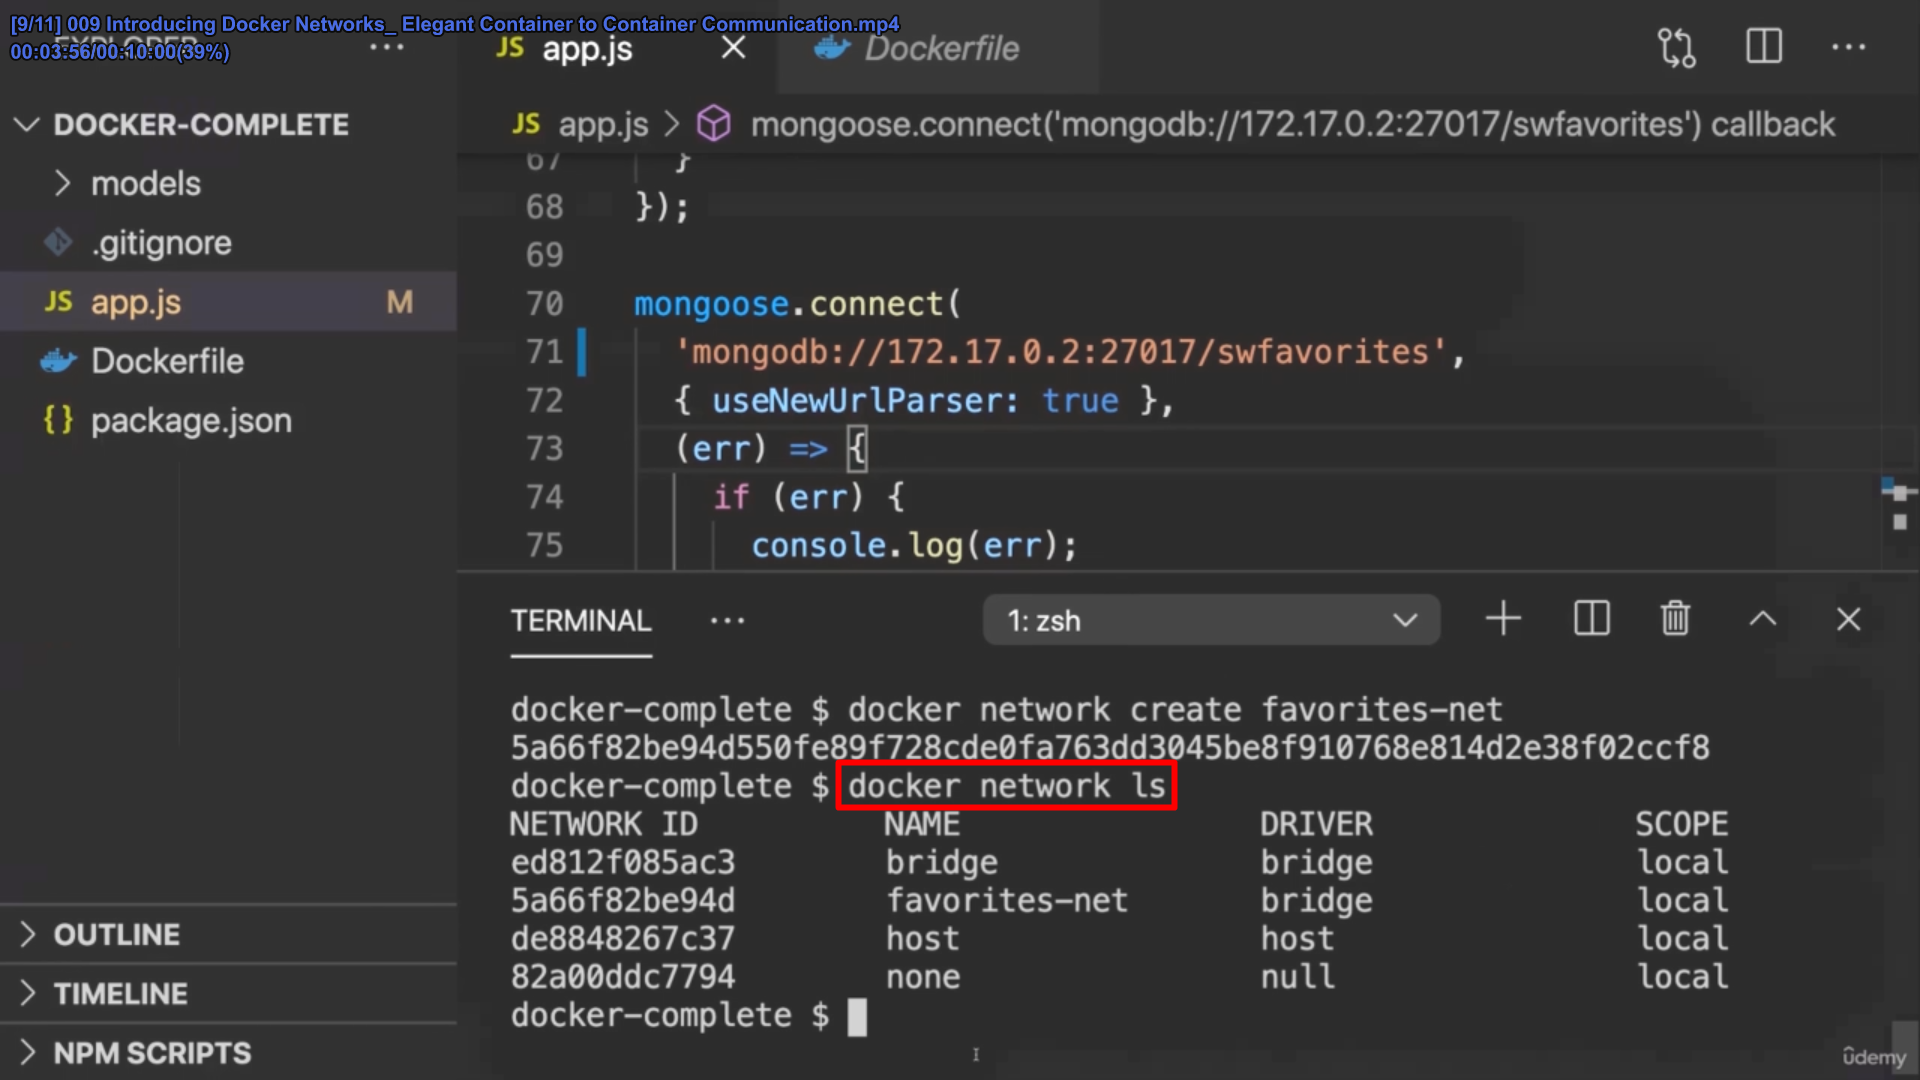 [9/11] 009 Introducing Docker Networks_ Elegant Container to Container Communication.mp4
00:03:56/00:10:00(39%)
EXPLORER
JS app.js
Dockerfile
DOCKER-COMPLETE
models
.gitignore
JS app.js M
Dockerfile
{} package.json
OUTLINE
TIMELINE
NPM SCRIPTS
JS app.js > mongoose.connect('mongodb://172.17.0.2:27017/swfavorites') callback
67 }
68 });
69
70 mongoose.connect(
71 'mongodb://172.17.0.2:27017/swfavorites',
72 { useNewUrlParser: true },
73 (err) => {
74 if (err) {
75 console.log(err);
TERMINAL ··· 1: zsh
docker-complete $ docker network create favorites-net
5a66f82be94d550fe89f728cde0fa763dd3045be8f910768e814d2e38f02ccf8
docker-complete $ docker network ls
NETWORK ID NAME DRIVER SCOPE
ed812f085ac3 bridge bridge local
5a66f82be94d favorites-net bridge local
de8848267c37 host host local
82a00ddc7794 none null local
docker-complete $
ûdemy